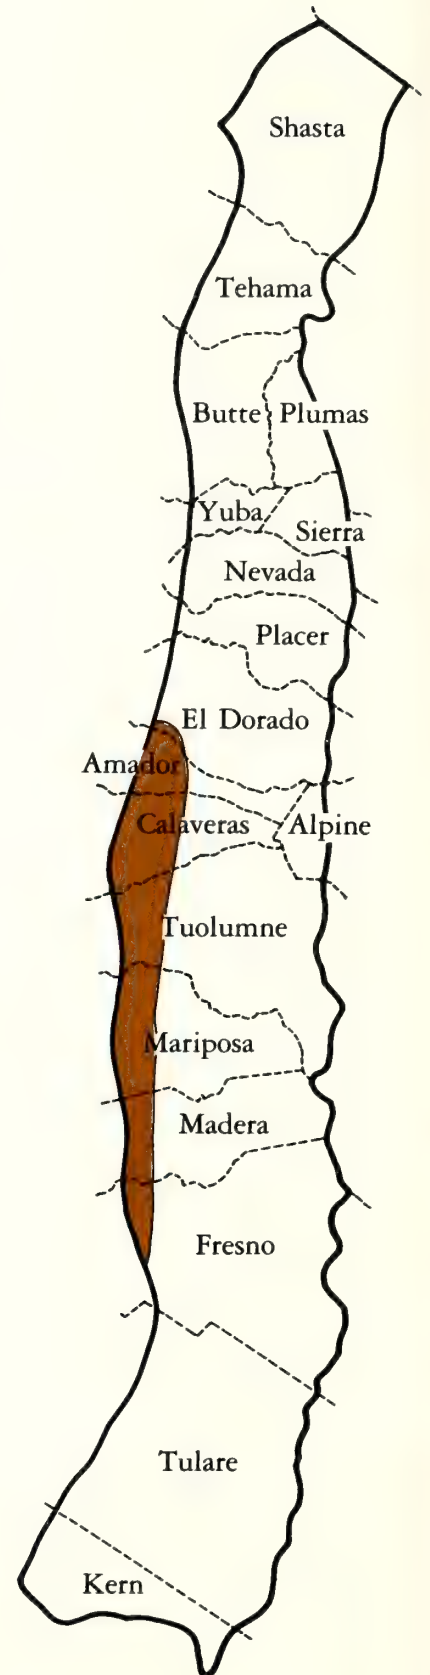 Shasta
Tehama
Butte Plumas
Yuba
Sierra
Nevada
Placer
El Dorado
Amador
Calaveras Alpine
Tuolumne
Mariposa
Madera
Fresno
Tulare
Kern